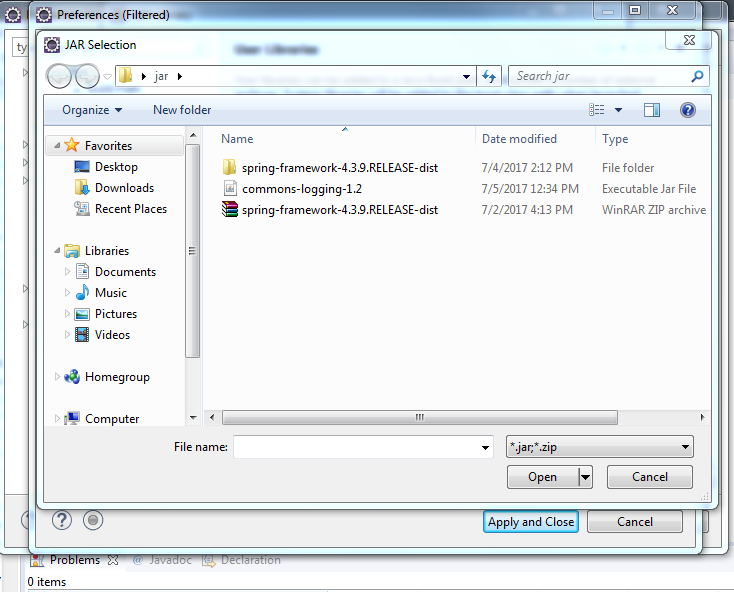 Preferences (Filtered)
JAR Selection
User Libraries
ty
jar
Search jar
Organize
New folder
Favorites
Desktop
Downloads
Recent Places
Libraries
Documents
Music
Pictures
Videos
Homegroup
Computer
Name Date modified Type
spring-framework-4.3.9.RELEASE-dist 7/4/2017 2:12 PM File folder
commons-logging-1.2 7/5/2017 12:34 PM Executable Jar File
spring-framework-4.3.9.RELEASE-dist 7/2/2017 4:13 PM WinRAR ZIP archive
File name:
*.jar;*.zip
Open
Cancel
Apply and Close
Cancel
Problems @ Javadoc Declaration
0 items